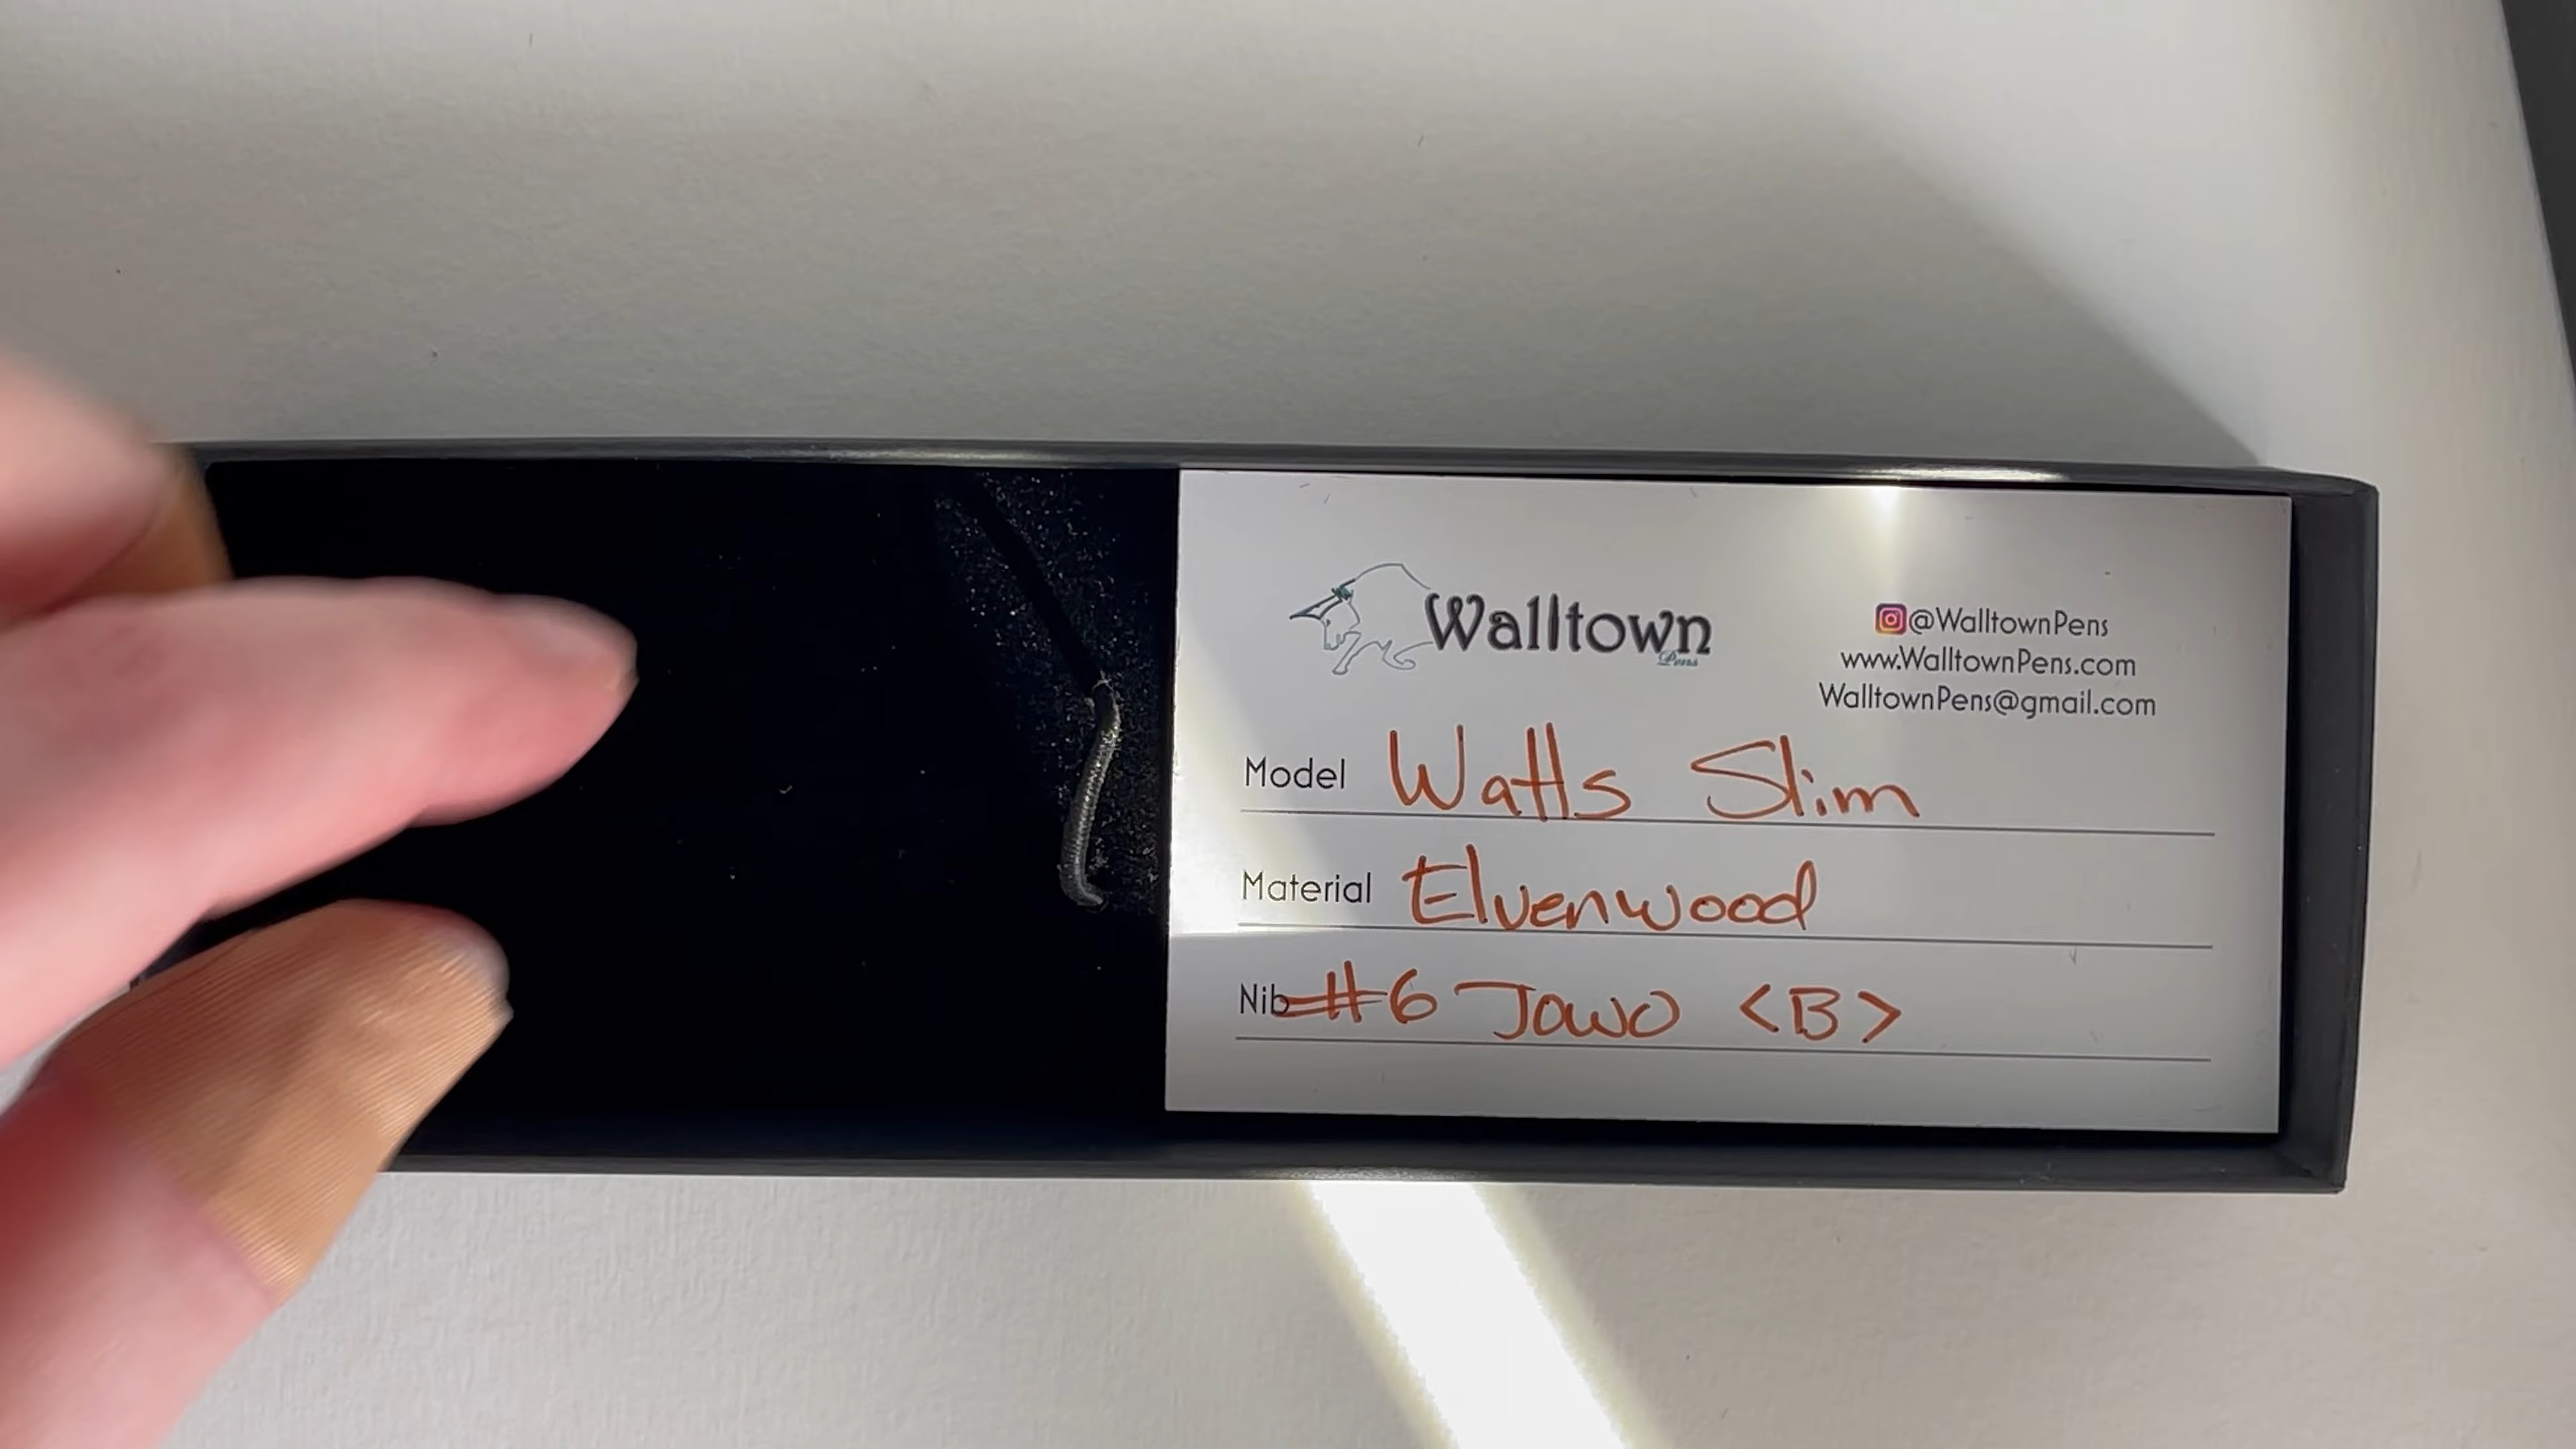 Walltown
Pens
@WalltownPens
www.WalltownPens.com
WalltownPens@gmail.com
Model Watts Slim
Material Elvenwood
Nib #6 Jowo <B>